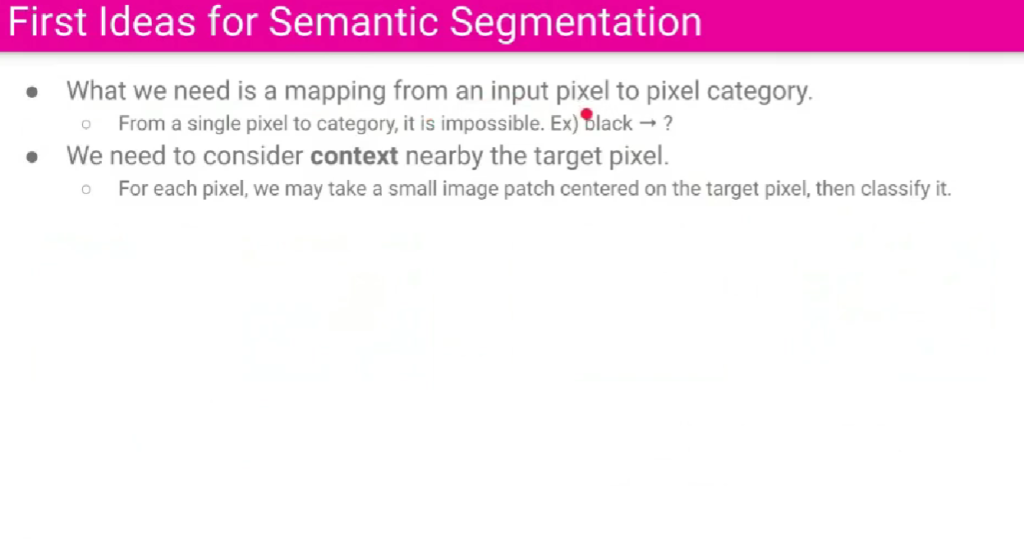 First Ideas for Semantic Segmentation
● What we need is a mapping from an input pixel to pixel category.
○ From a single pixel to category, it is impossible. Ex) black → ?
● We need to consider context nearby the target pixel.
○ For each pixel, we may take a small image patch centered on the target pixel, then classify it.